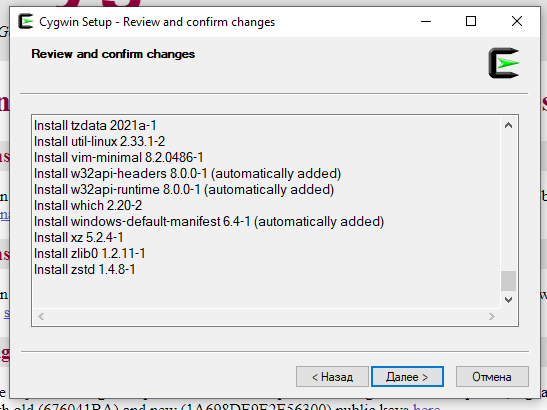 Cygwin Setup - Review and confirm changes
Review and confirm changes
Install tzdata 2021a-1
Install util-linux 2.33.1-2
Install vim-minimal 8.2.0486-1
Install w32api-headers 8.0.0-1 (automatically added)
Install w32api-runtime 8.0.0-1 (automatically added)
Install which 2.20-2
Install windows-default-manifest 6.4-1 (automatically added)
Install xz 5.2.4-1
Install zlib0 1.2.11-1
Install zstd 1.4.8-1
< Назад
Далее >
Отмена
(676041BA) and new (1A698DE9E2E56300) public keys here